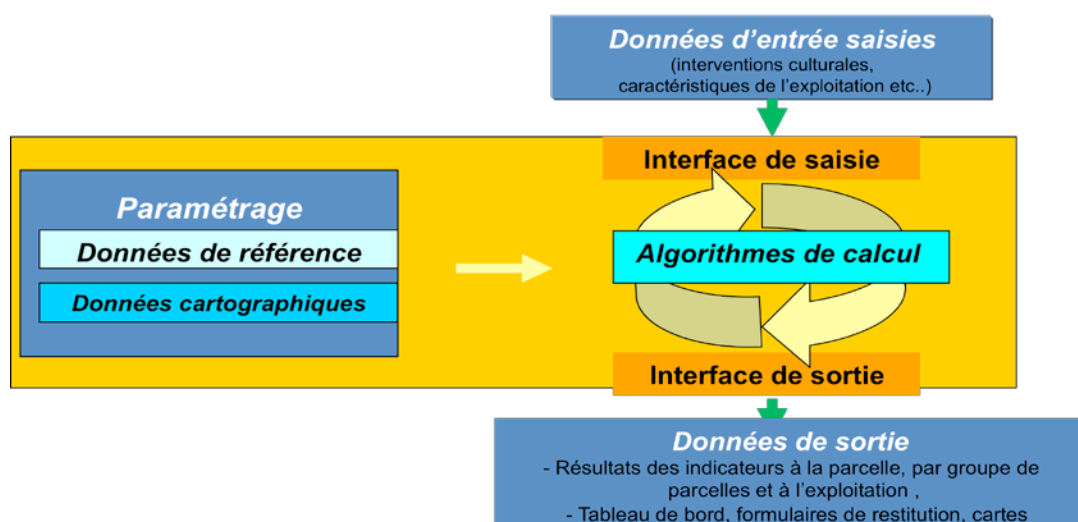 Données d'entrée saisies
(interventions culturales,
caractéristiques de l'exploitation etc..)
Interface de saisie
Paramétrage
Données de référence
Données cartographiques
Algorithmes de calcul
Interface de sortie
Données de sortie
- Résultats des indicateurs à la parcelle, par groupe de
parcelles et à l'exploitation ,
- Tableau de bord, formulaires de restitution, cartes